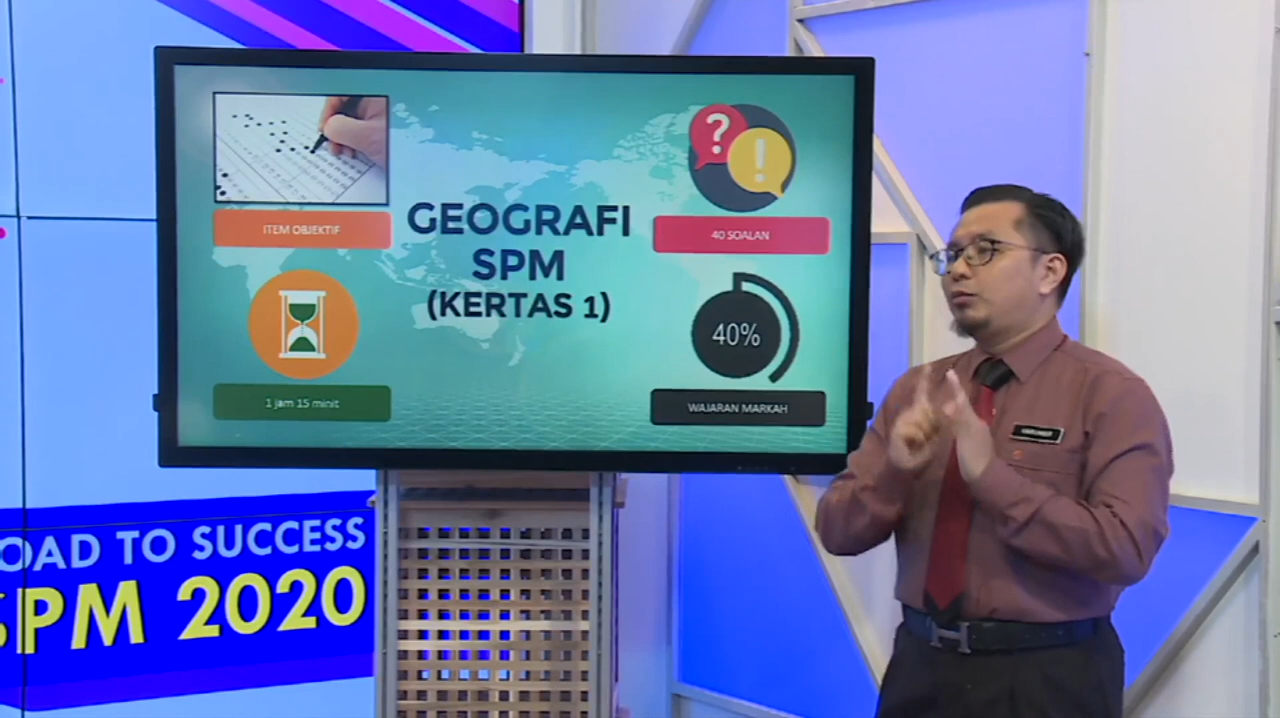 GEOGRAFI
SPM
(KERTAS 1)
ITEM OBJEKTIF
1 jam 15 minit
?
!
40 SOALAN
40%
WAJARAN MARKAH
OAD TO SUCCESS
SPM 2020